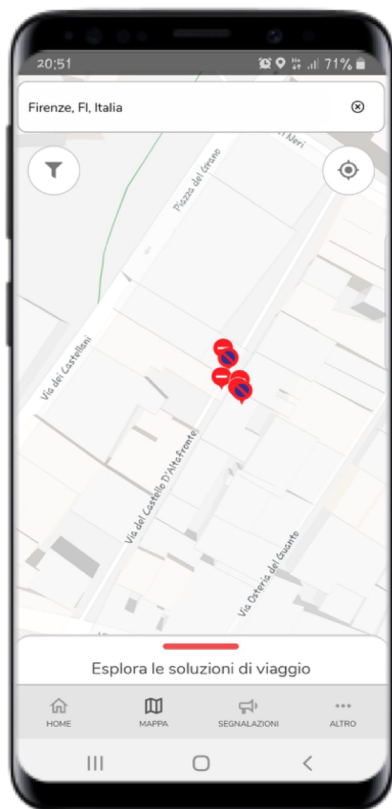 20:51
71%
Firenze, FI, Italia
Neri
Piazza del Grano
Via dei Castellani
Via del Castello D'Altafronte
Via Osteria del Guanto
Esplora le soluzioni di viaggio
HOME
MAPPA
SEGNALAZIONI
ALTRO